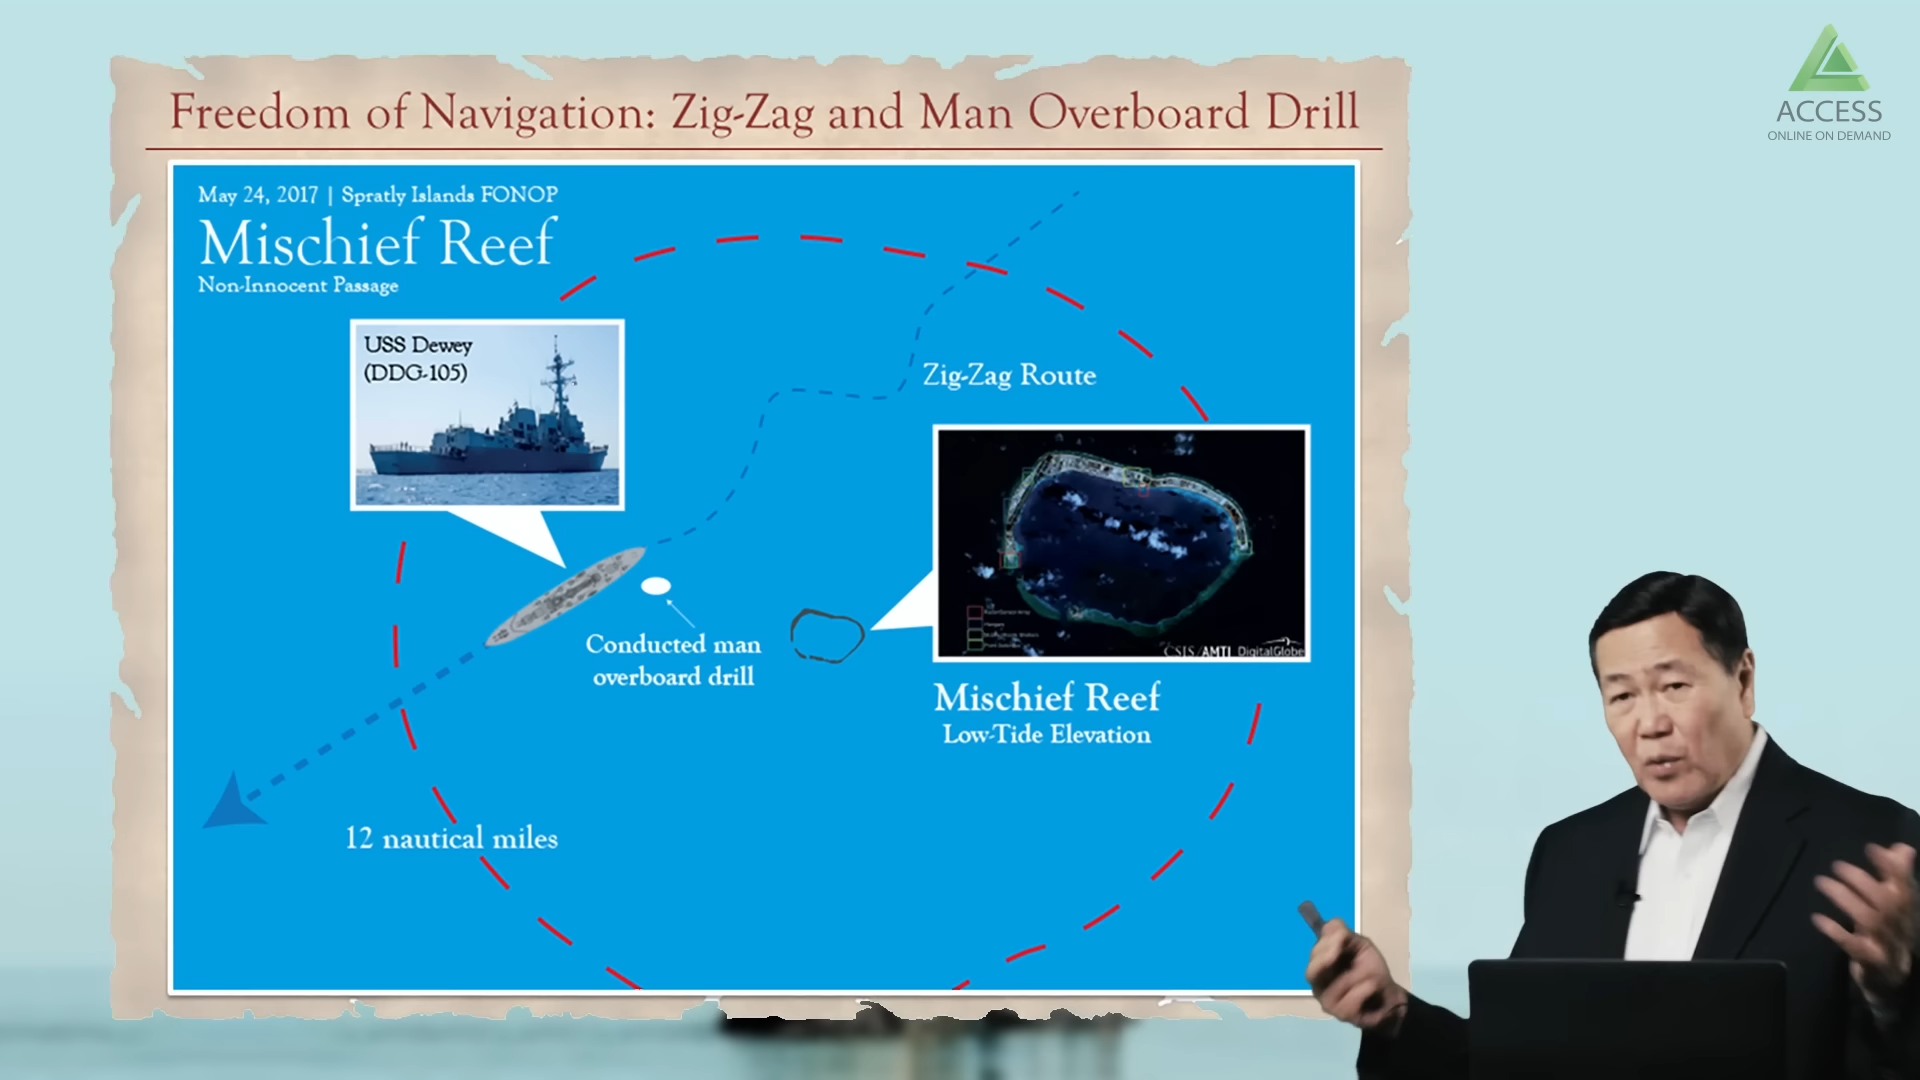 Freedom of Navigation: Zig-Zag and Man Overboard Drill
ACCESS
ONLINE ON DEMAND
May 24, 2017 | Spratly Islands FONOP
Mischief Reef
Non-Innocent Passage
USS Dewey
(DDG-105)
Zig-Zag Route
Conducted man
overboard drill
CSIS/AMTI DigitalGlobe
Mischief Reef
Low-Tide Elevation
12 nautical miles